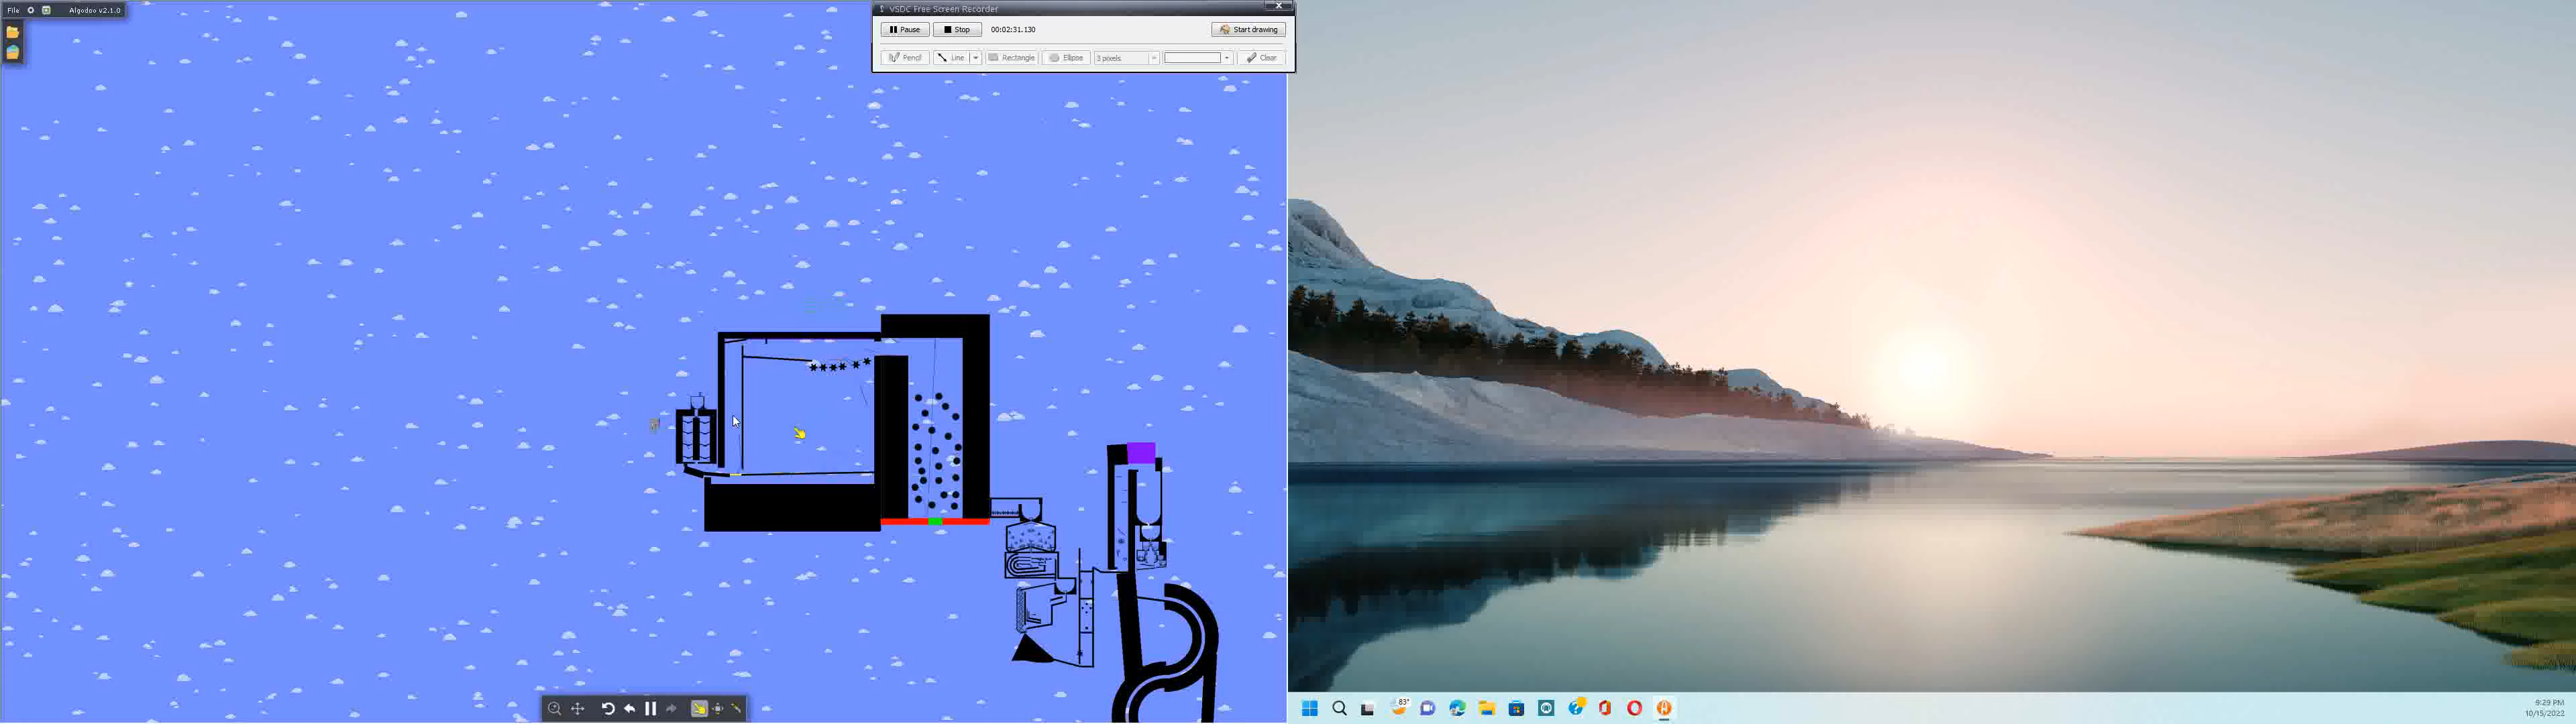 File
Algodoo v2.1.0
VSDC Free Screen Recorder
Pause
Stop
00:02:31.130
Start drawing
Pencil
Line
Rectangle
Ellipse
3 pixels
Clear
83°
9:29 PM
10/15/2022